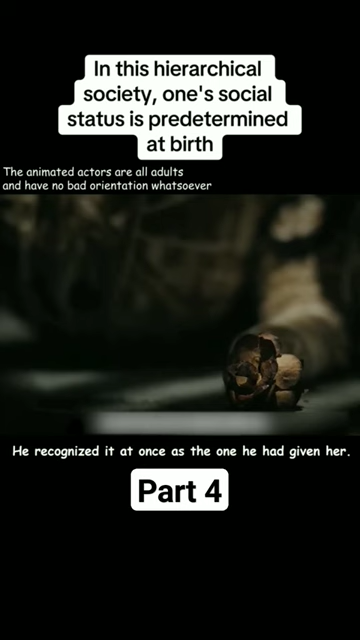 In this hierarchical
society, one's social
status is predetermined
at birth
The animated actors are all adults
and have no bad orientation whatsoever
He recognized it at once as the one he had given her.
Part 4